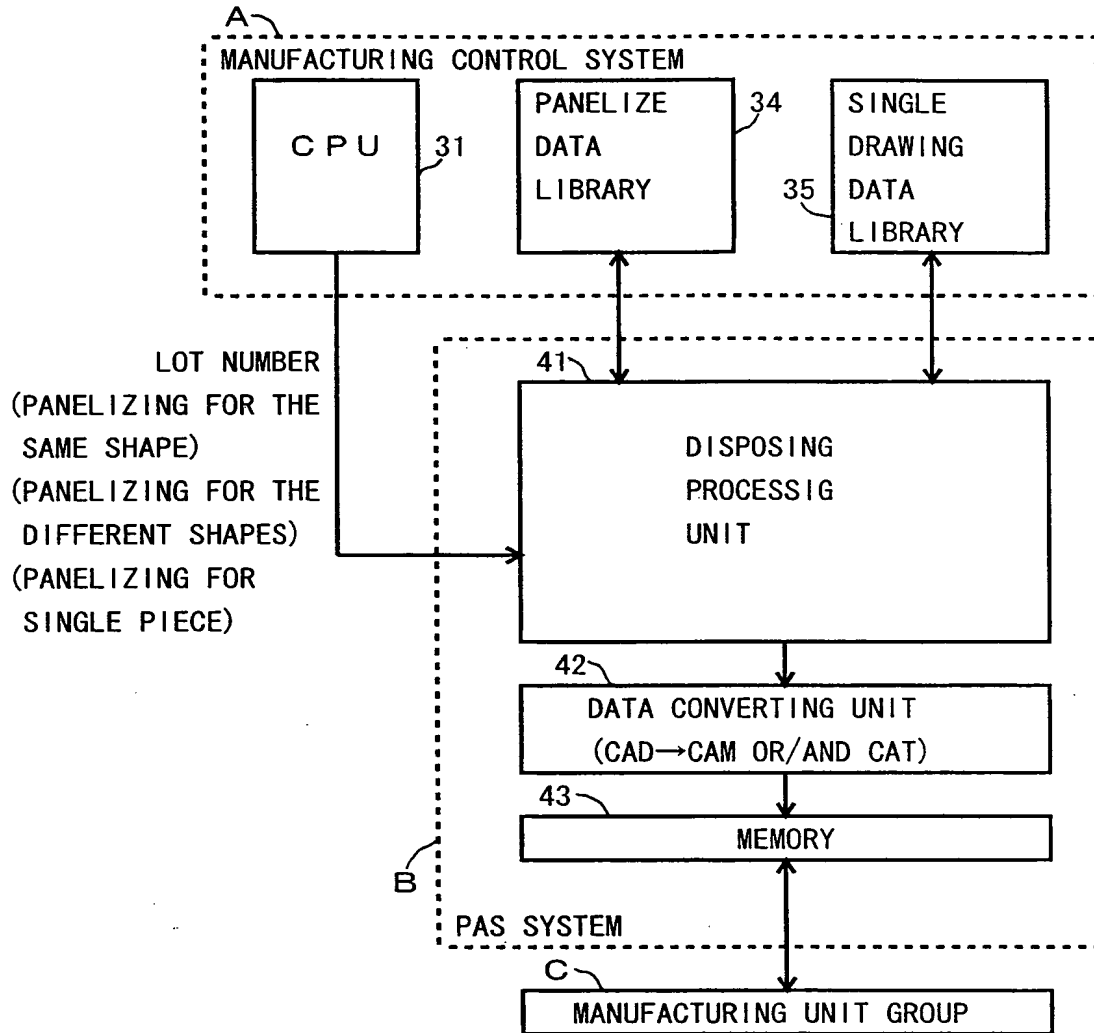 A
MANUFACTURING CONTROL SYSTEM
CPU
31
PANELIZE
DATA
LIBRARY
34
SINGLE
DRAWING
DATA
LIBRARY
35
LOT NUMBER
(PANELIZING FOR THE
SAME SHAPE)
(PANELIZING FOR THE
DIFFERENT SHAPES)
(PANELIZING FOR
SINGLE PIECE)
41
DISPOSING
PROCESSIG
UNIT
42
DATA CONVERTING UNIT
(CAD→CAM OR/AND CAT)
43
MEMORY
B
PAS SYSTEM
C
MANUFACTURING UNIT GROUP